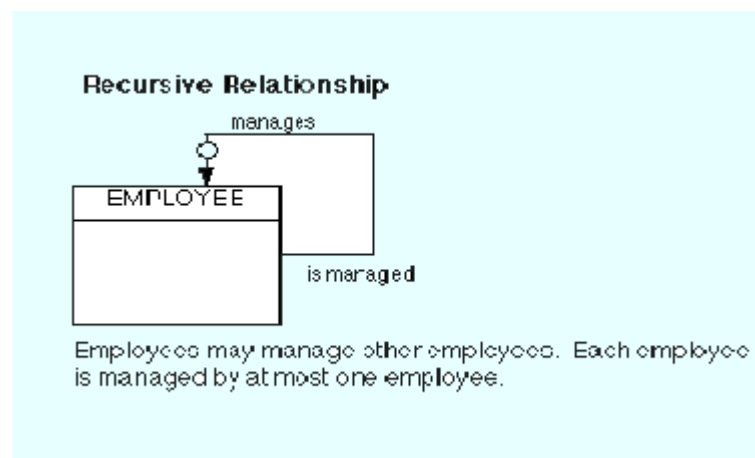 Recursive Relationship
manages
EMPLOYEE
is managed
Employees may manage other employees. Each employee
is managed by at most one employee.